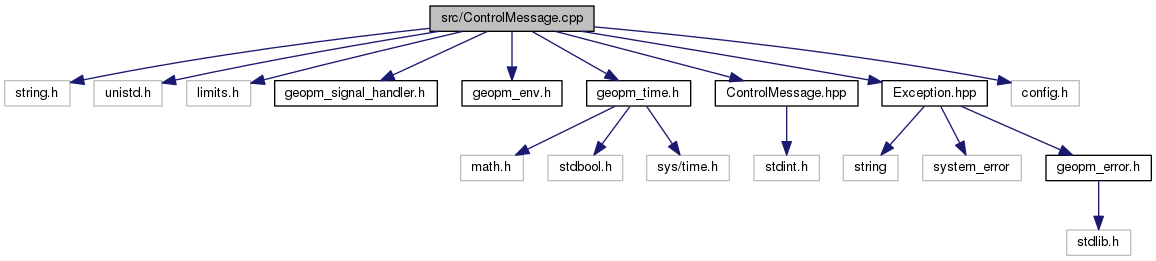 src/ControlMessage.cpp
string.h
unistd.h
limits.h
geopm_signal_handler.h
geopm_env.h
geopm_time.h
ControlMessage.hpp
Exception.hpp
config.h
math.h
stdbool.h
sys/time.h
stdint.h
string
system_error
geopm_error.h
stdlib.h